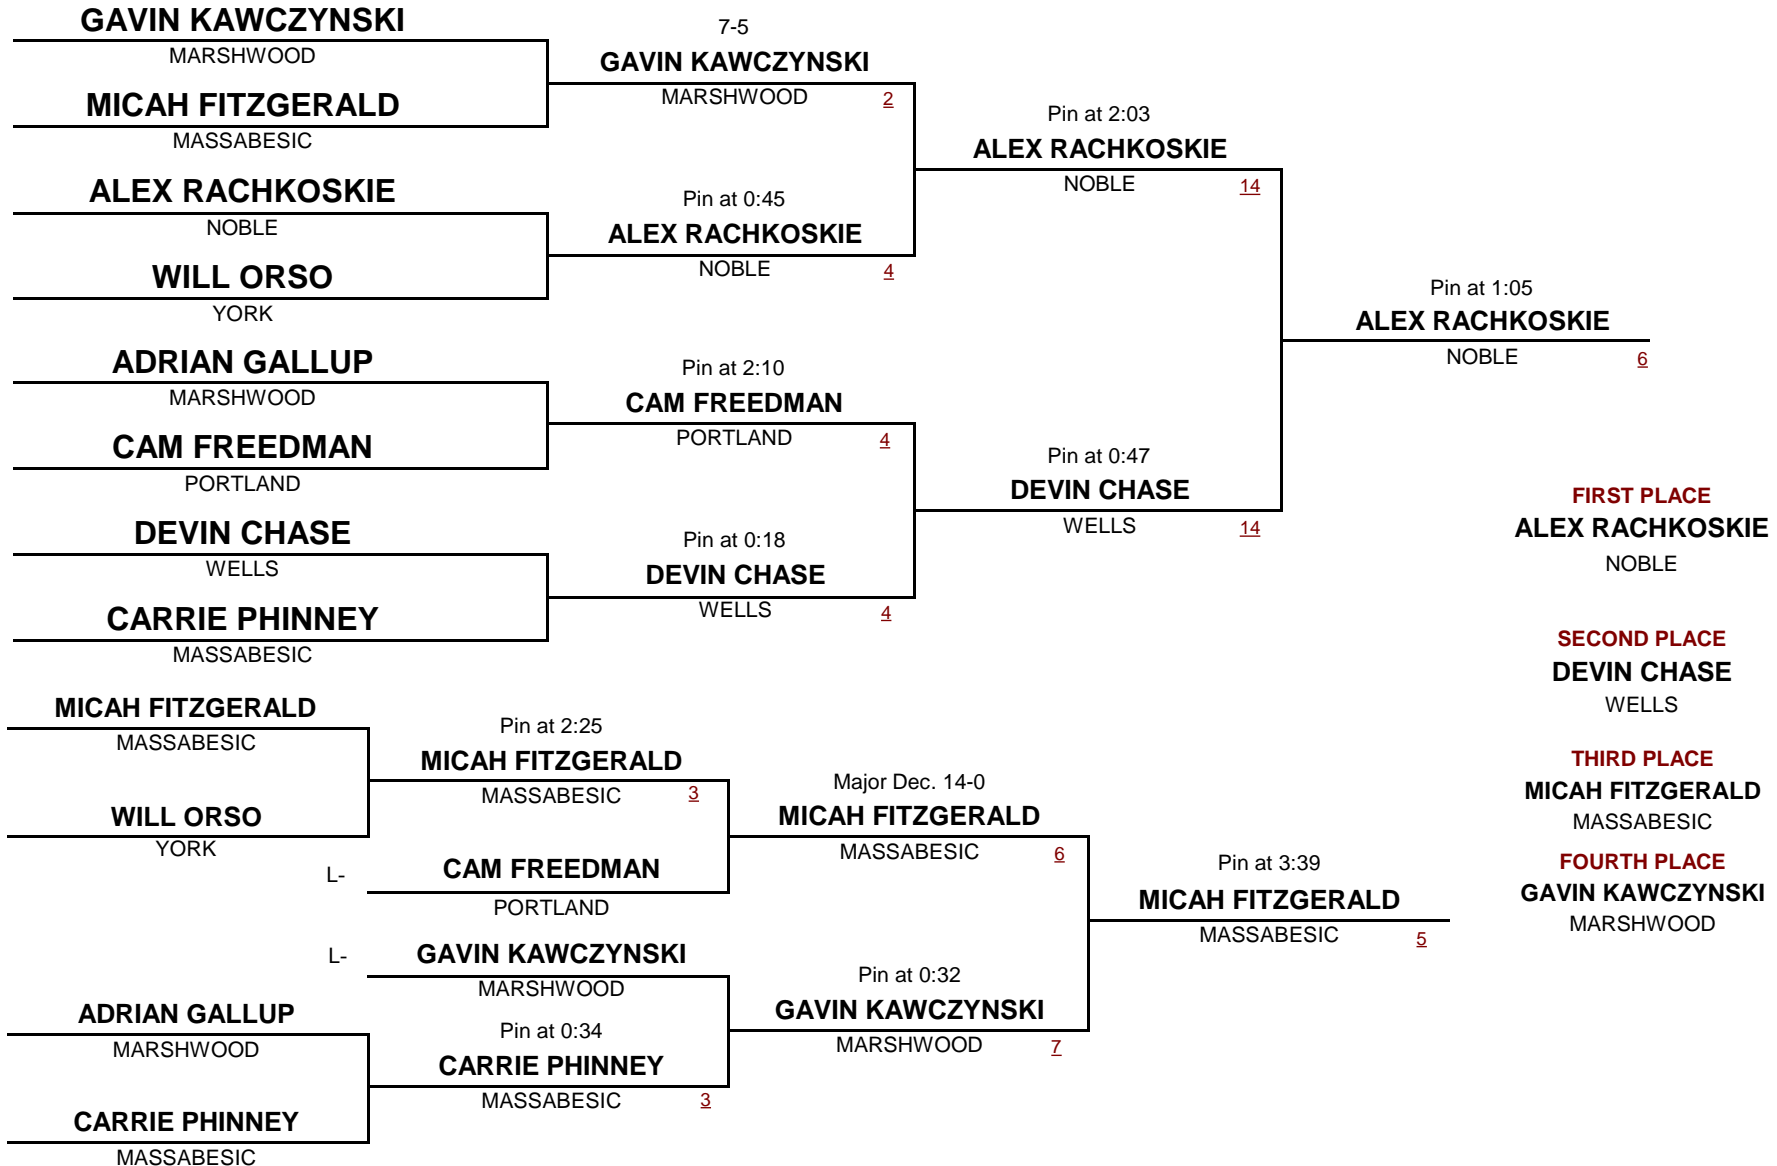 GAVIN KAWCZYNSKI
MARSHWOOD
MICAH FITZGERALD
MASSABESIC
ALEX RACHKOSKIE
NOBLE
WILL ORSO
YORK
ADRIAN GALLUP
MARSHWOOD
CAM FREEDMAN
PORTLAND
DEVIN CHASE
WELLS
CARRIE PHINNEY
MASSABESIC
7-5
GAVIN KAWCZYNSKI
MARSHWOOD 2
Pin at 0:45
ALEX RACHKOSKIE
NOBLE 4
Pin at 2:10
CAM FREEDMAN
PORTLAND 4
Pin at 0:18
DEVIN CHASE
WELLS 4
Pin at 2:03
ALEX RACHKOSKIE
NOBLE 14
Pin at 0:47
DEVIN CHASE
WELLS 14
Pin at 1:05
ALEX RACHKOSKIE
NOBLE 6
FIRST PLACE
ALEX RACHKOSKIE
NOBLE
SECOND PLACE
DEVIN CHASE
WELLS
THIRD PLACE
MICAH FITZGERALD
MASSABESIC
FOURTH PLACE
GAVIN KAWCZYNSKI
MARSHWOOD
MICAH FITZGERALD
MASSABESIC
WILL ORSO
YORK
ADRIAN GALLUP
MARSHWOOD
CARRIE PHINNEY
MASSABESIC
Pin at 2:25
MICAH FITZGERALD
MASSABESIC 3
L- CAM FREEDMAN
PORTLAND
L- GAVIN KAWCZYNSKI
MARSHWOOD
Pin at 0:34
CARRIE PHINNEY
MASSABESIC 3
Major Dec. 14-0
MICAH FITZGERALD
MASSABESIC 6
Pin at 0:32
GAVIN KAWCZYNSKI
MARSHWOOD 7
Pin at 3:39
MICAH FITZGERALD
MASSABESIC 5